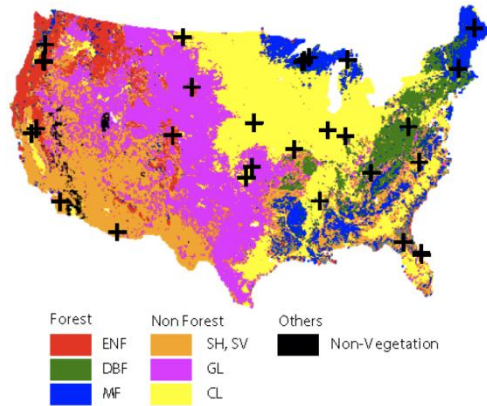 Forest Non Forest Others
ENF SH, SV Non-Vegetation
DBF GL
MF CL